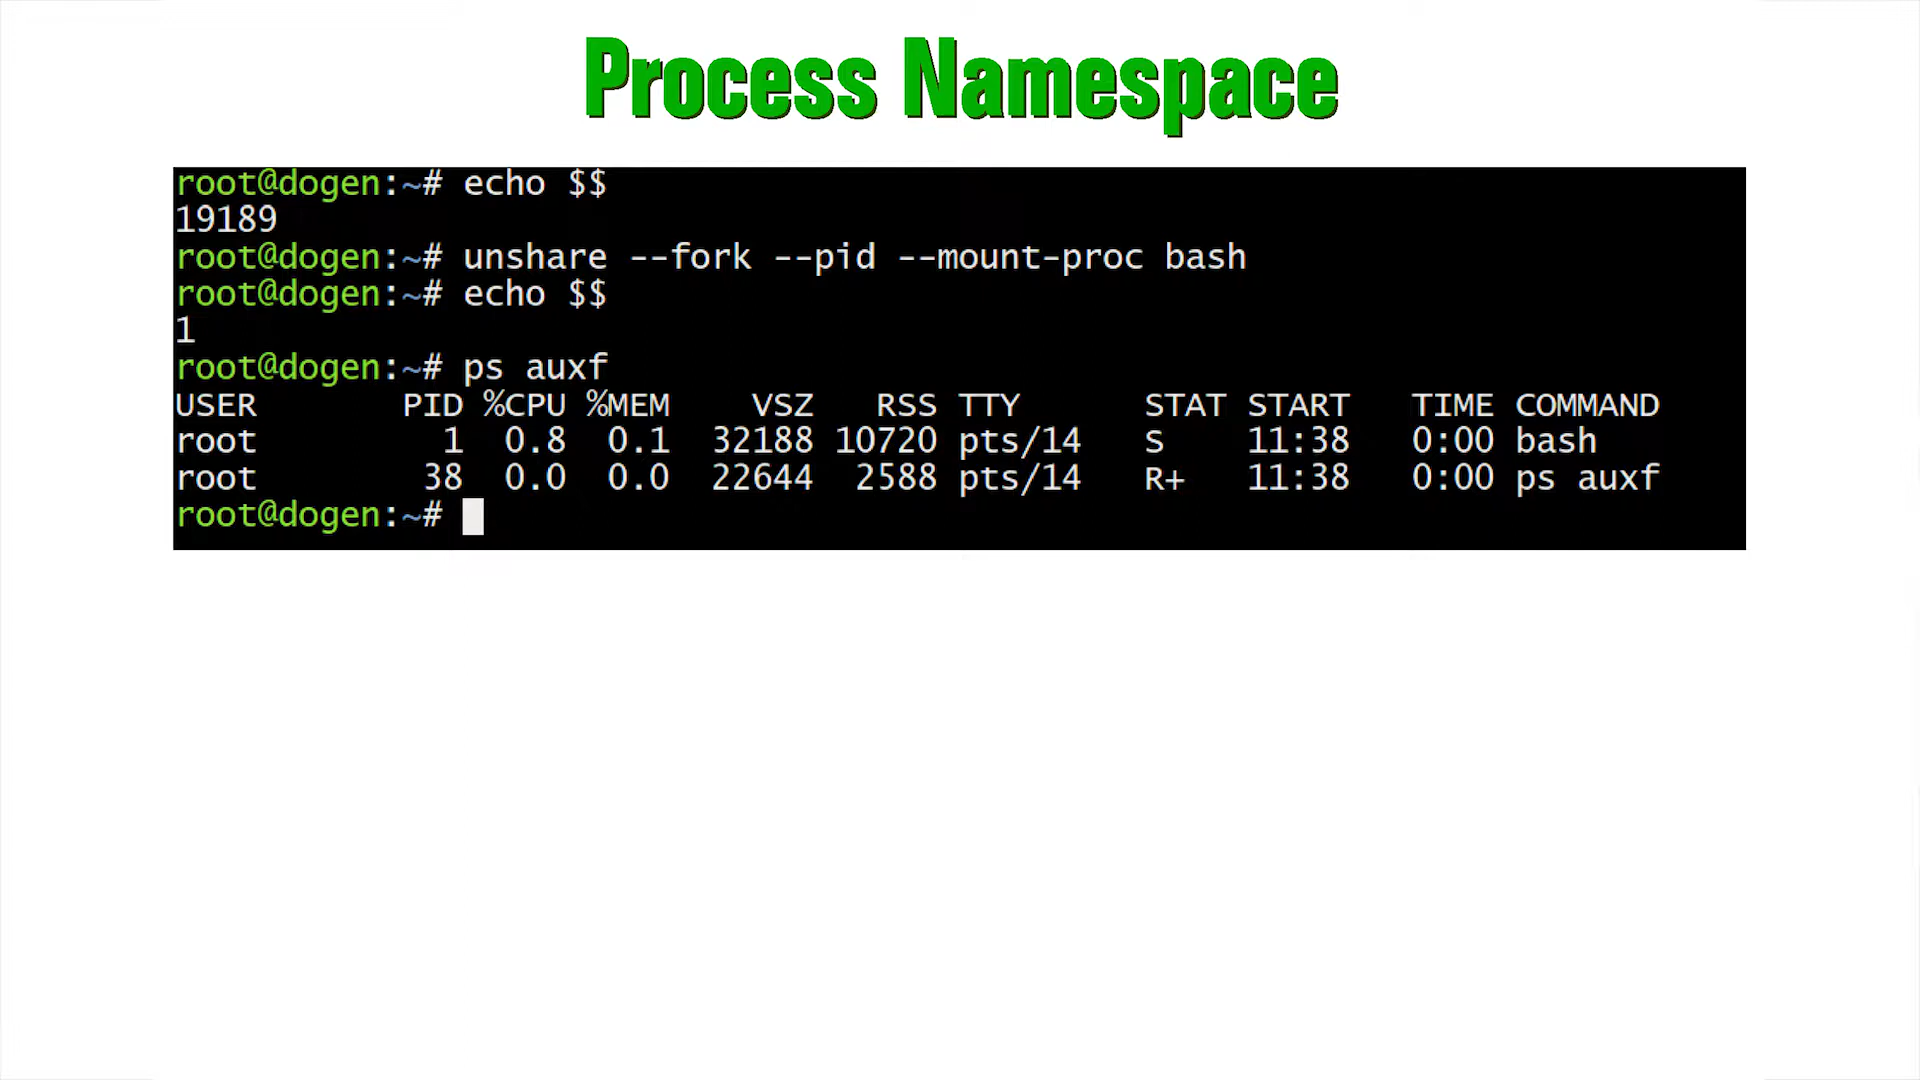 Process Namespace
root@dogen:~# echo $$
19189
root@dogen:~# unshare --fork --pid --mount-proc bash
root@dogen:~# echo $$
1
root@dogen:~# ps auxf
USER       PID %CPU %MEM    VSZ   RSS TTY      STAT START   TIME COMMAND
root         1  0.8  0.1  32188 10720 pts/14   S    11:38   0:00 bash
root        38  0.0  0.0  22644  2588 pts/14   R+   11:38   0:00 ps auxf
root@dogen:~#